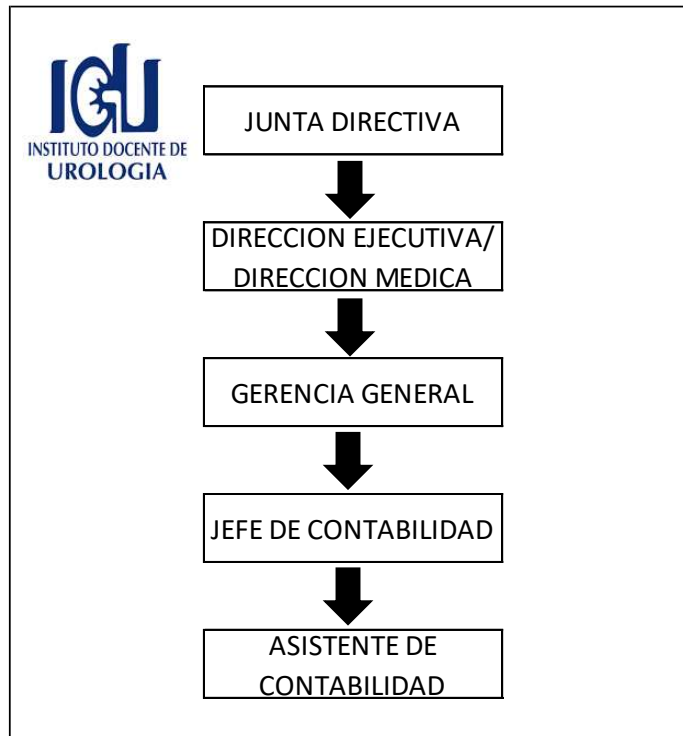 IDU
INSTITUTO DOCENTE DE
UROLOGIA
JUNTA DIRECTIVA
DIRECCION EJECUTIVA/
DIRECCION MEDICA
GERENCIA GENERAL
JEFE DE CONTABILIDAD
ASISTENTE DE
CONTABILIDAD